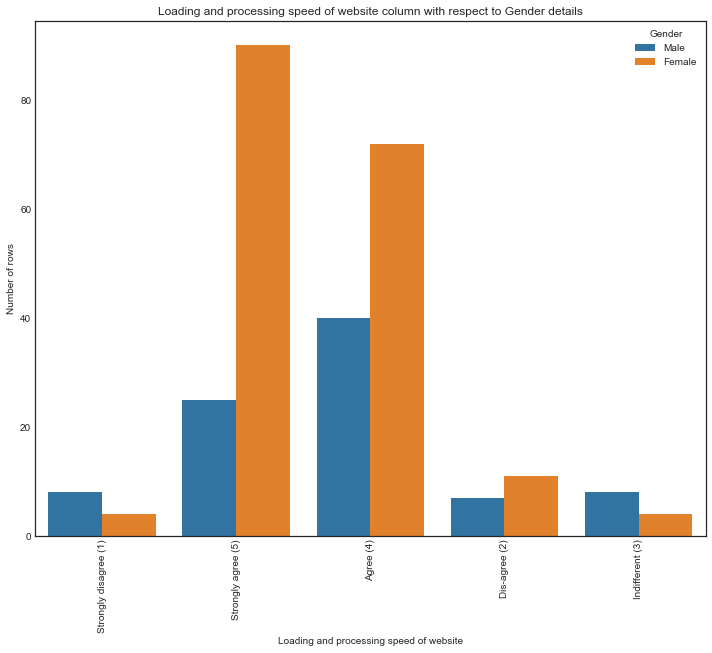 Loading and processing speed of website column with respect to Gender details
Gender
Male
Female
Number of rows
80
60
40
20
0
Strongly disagree (1)
Strongly agree (5)
Agree (4)
Dis-agree (2)
Indifferent (3)
Loading and processing speed of website